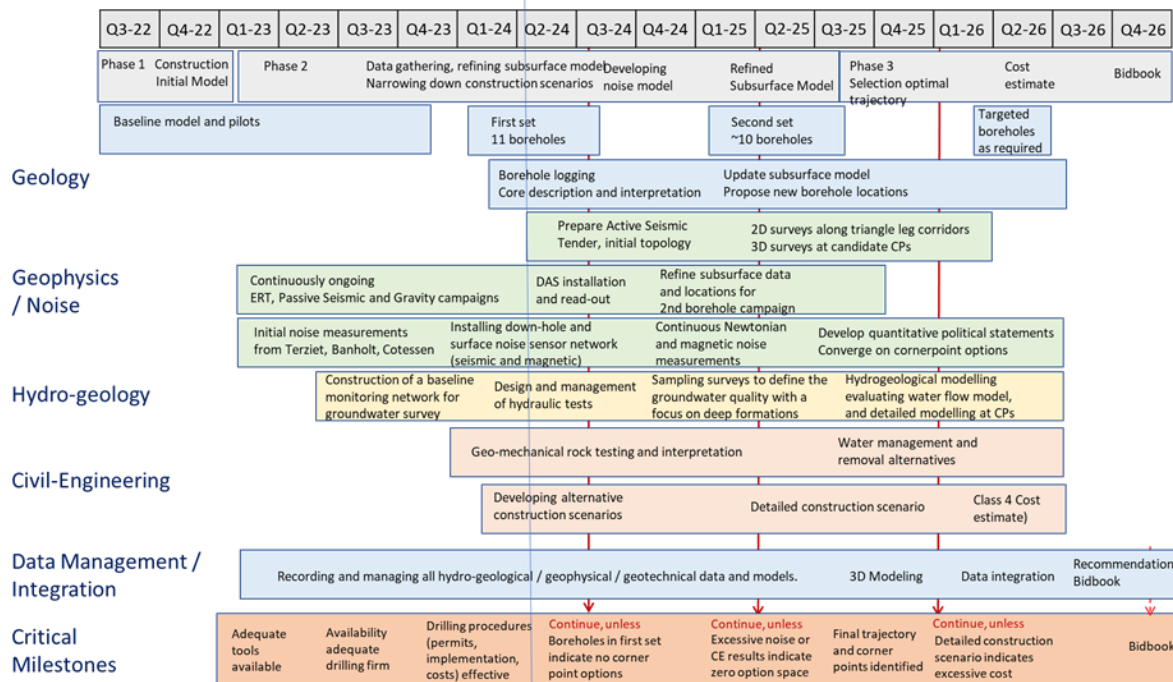 Q3-22 Q4-22 Q1-23 Q2-23 Q3-23 Q4-23 Q1-24 Q2-24 Q3-24 Q4-24 Q1-25 Q2-25 Q3-25 Q4-25 Q1-26 Q2-26 Q3-26 Q4-26
Phase 1
Construction
Initial Model
Phase 2
Data gathering, refining subsurface model
Narrowing down construction scenarios
Developing
noise model
Refined
Subsurface Model
Phase 3
Selection optimal
trajectory
Cost
estimate
Bidbook
Baseline model and pilots
First set
11 boreholes
Second set
~10 boreholes
Targeted
boreholes
as required
Geology
Borehole logging
Core description and interpretation
Update subsurface model
Propose new borehole locations
Prepare Active Seismic
Tender, initial topology
2D surveys along triangle leg corridors
3D surveys at candidate CPs
Geophysics
/ Noise
Continuously ongoing
ERT, Passive Seismic and Gravity campaigns
DAS installation
and read-out
Refine subsurface data
and locations for
2nd borehole campaign
Initial noise measurements
from Terziet, Banholt, Cotessen
Installing down-hole and
surface noise sensor network
(seismic and magnetic)
Continuous Newtonian
and magnetic noise
measurements
Develop quantitative political statements
Converge on cornerpoint options
Hydro-geology
Construction of a baseline
monitoring network for
groundwater survey
Design and management
of hydraulic tests
Sampling surveys to define the
groundwater quality with a
focus on deep formations
Hydrogeological modelling
evaluating water flow model,
and detailed modelling at CPs
Civil-Engineering
Geo-mechanical rock testing and interpretation
Water management and
removal alternatives
Developing alternative
construction scenarios
Detailed construction scenario
Class 4 Cost
estimate)
Data Management /
Integration
Recording and managing all hydro-geological / geophysical / geotechnical data and models.
3D Modeling
Data integration
Recommendation
Bidbook
Critical
Milestones
Adequate
tools
available
Availability
adequate
drilling firm
Drilling procedures
(permits,
implementation,
costs) effective
Continue, unless
Boreholes in first set
indicate no corner
point options
Continue, unless
Excessive noise or
CE results indicate
zero option space
Final trajectory
and corner
points identified
Continue, unless
Detailed construction
scenario indicates
excessive cost
Bidbook